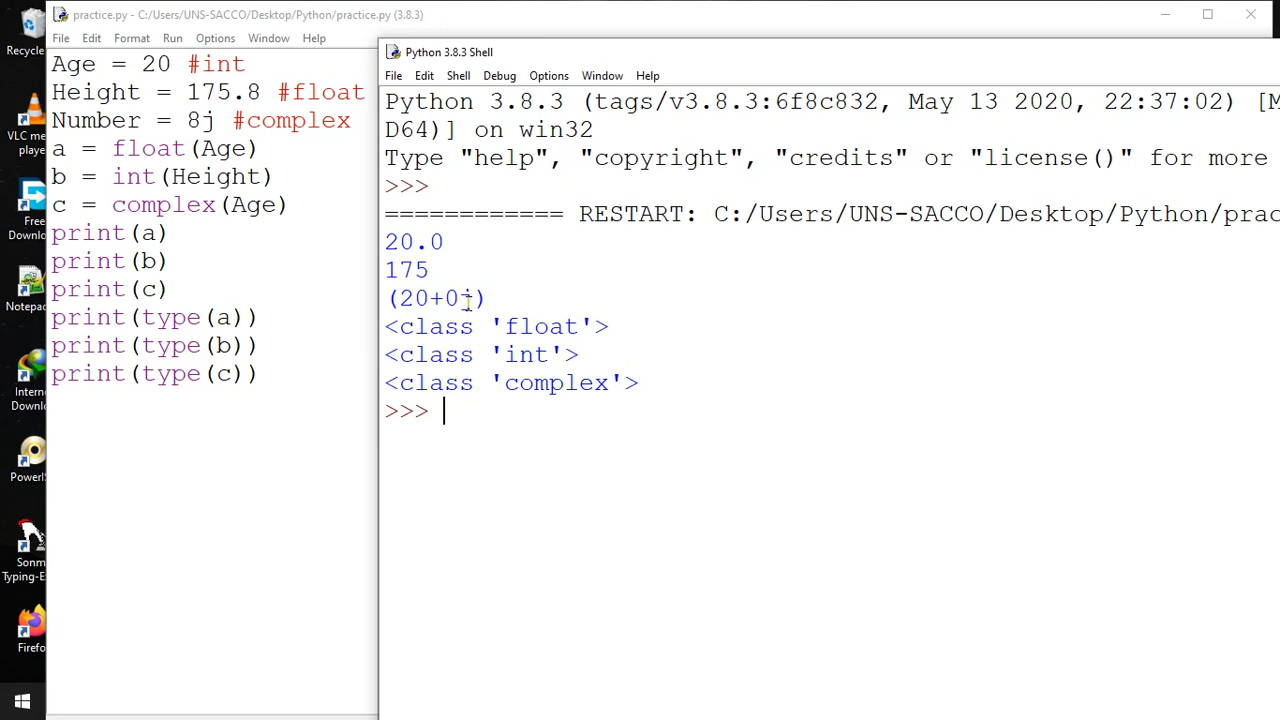 practice.py - C:/Users/UNS-SACCO/Desktop/Python/practice.py (3.8.3)
File Edit Format Run Options Window Help
Age = 20 #int
Height = 175.8 #float
Number = 8j #complex
a = float(Age)
b = int(Height)
c = complex(Age)
print(a)
print(b)
print(c)
print(type(a))
print(type(b))
print(type(c))
Python 3.8.3 Shell
File Edit Shell Debug Options Window Help
Python 3.8.3 (tags/v3.8.3:6f8c832, May 13 2020, 22:37:02) [M
D64)] on win32
Type "help", "copyright", "credits" or "license()" for more
>>>
============ RESTART: C:/Users/UNS-SACCO/Desktop/Python/prac
20.0
175
(20+0j)
<class 'float'>
<class 'int'>
<class 'complex'>
>>>
Recycle
VLC me
player
Free
Downlo
Notepa
Internet
Downlo
PowerIS
Sonm
Typing-E
Firefo